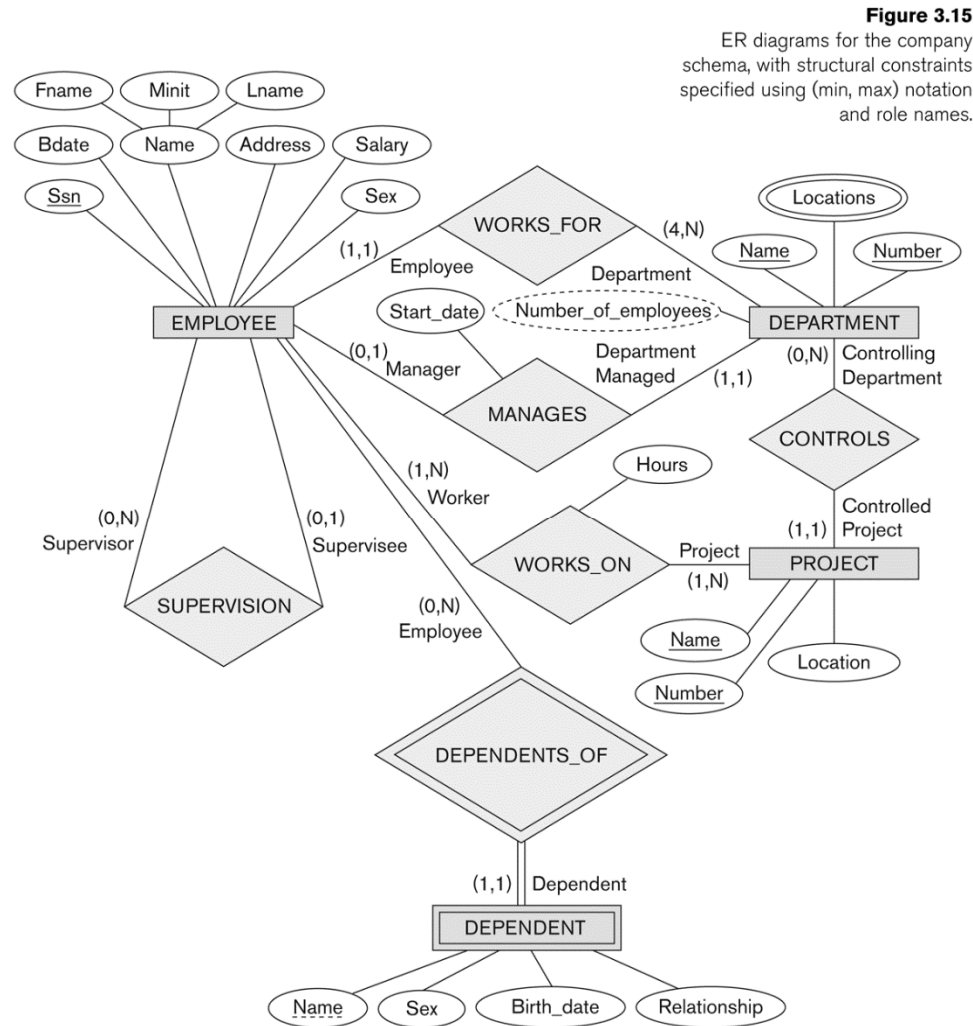 Figure 3.15
ER diagrams for the company
schema, with structural constraints
specified using (min, max) notation
and role names.
Fname
Minit
Lname
Bdate
Name
Address
Salary
Ssn
Sex
WORKS_FOR
Locations
(1,1)
Employee
(4,N)
Department
Name
Number
Start_date
Number_of_employees
EMPLOYEE
DEPARTMENT
(0,1)
Manager
Department
Managed
(1,1)
(0,N)
Controlling
Department
MANAGES
CONTROLS
Hours
(1,N)
Worker
(0,N)
Supervisor
(0,1)
Supervisee
Controlled
Project
(1,1)
WORKS_ON
Project
(1,N)
PROJECT
SUPERVISION
(0,N)
Employee
Name
Number
Location
DEPENDENTS_OF
(1,1)
Dependent
DEPENDENT
Name
Sex
Birth_date
Relationship